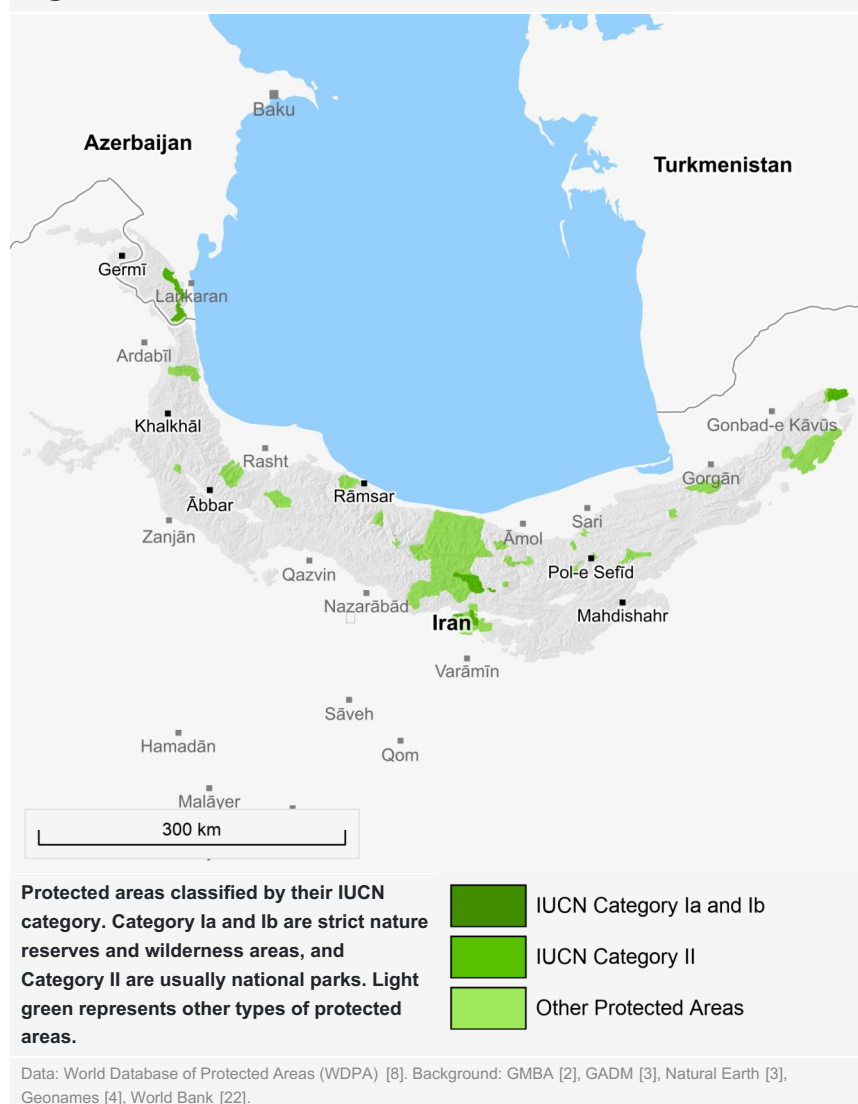 Baku
Azerbaijan
Turkmenistan
Germī
Lankaran
Ardabīl
Khalkhāl
Gonbad-e Kāvūs
Rasht
Gorgān
Rāmsar
Ābbar
Sari
Zanjān
Āmol
Qazvin
Pol-e Sefīd
Nazarābād
Iran
Mahdishahr
Varāmīn
Sāveh
Hamadān
Qom
Malāyer
300 km
Protected areas classified by their IUCN
category. Category Ia and Ib are strict nature
reserves and wilderness areas, and
Category II are usually national parks. Light
green represents other types of protected
areas.
IUCN Category Ia and Ib
IUCN Category II
Other Protected Areas
Data: World Database of Protected Areas (WDPA) [8]. Background: GMBA [2], GADM [3], Natural Earth [3],
Geonames [4], World Bank [22].